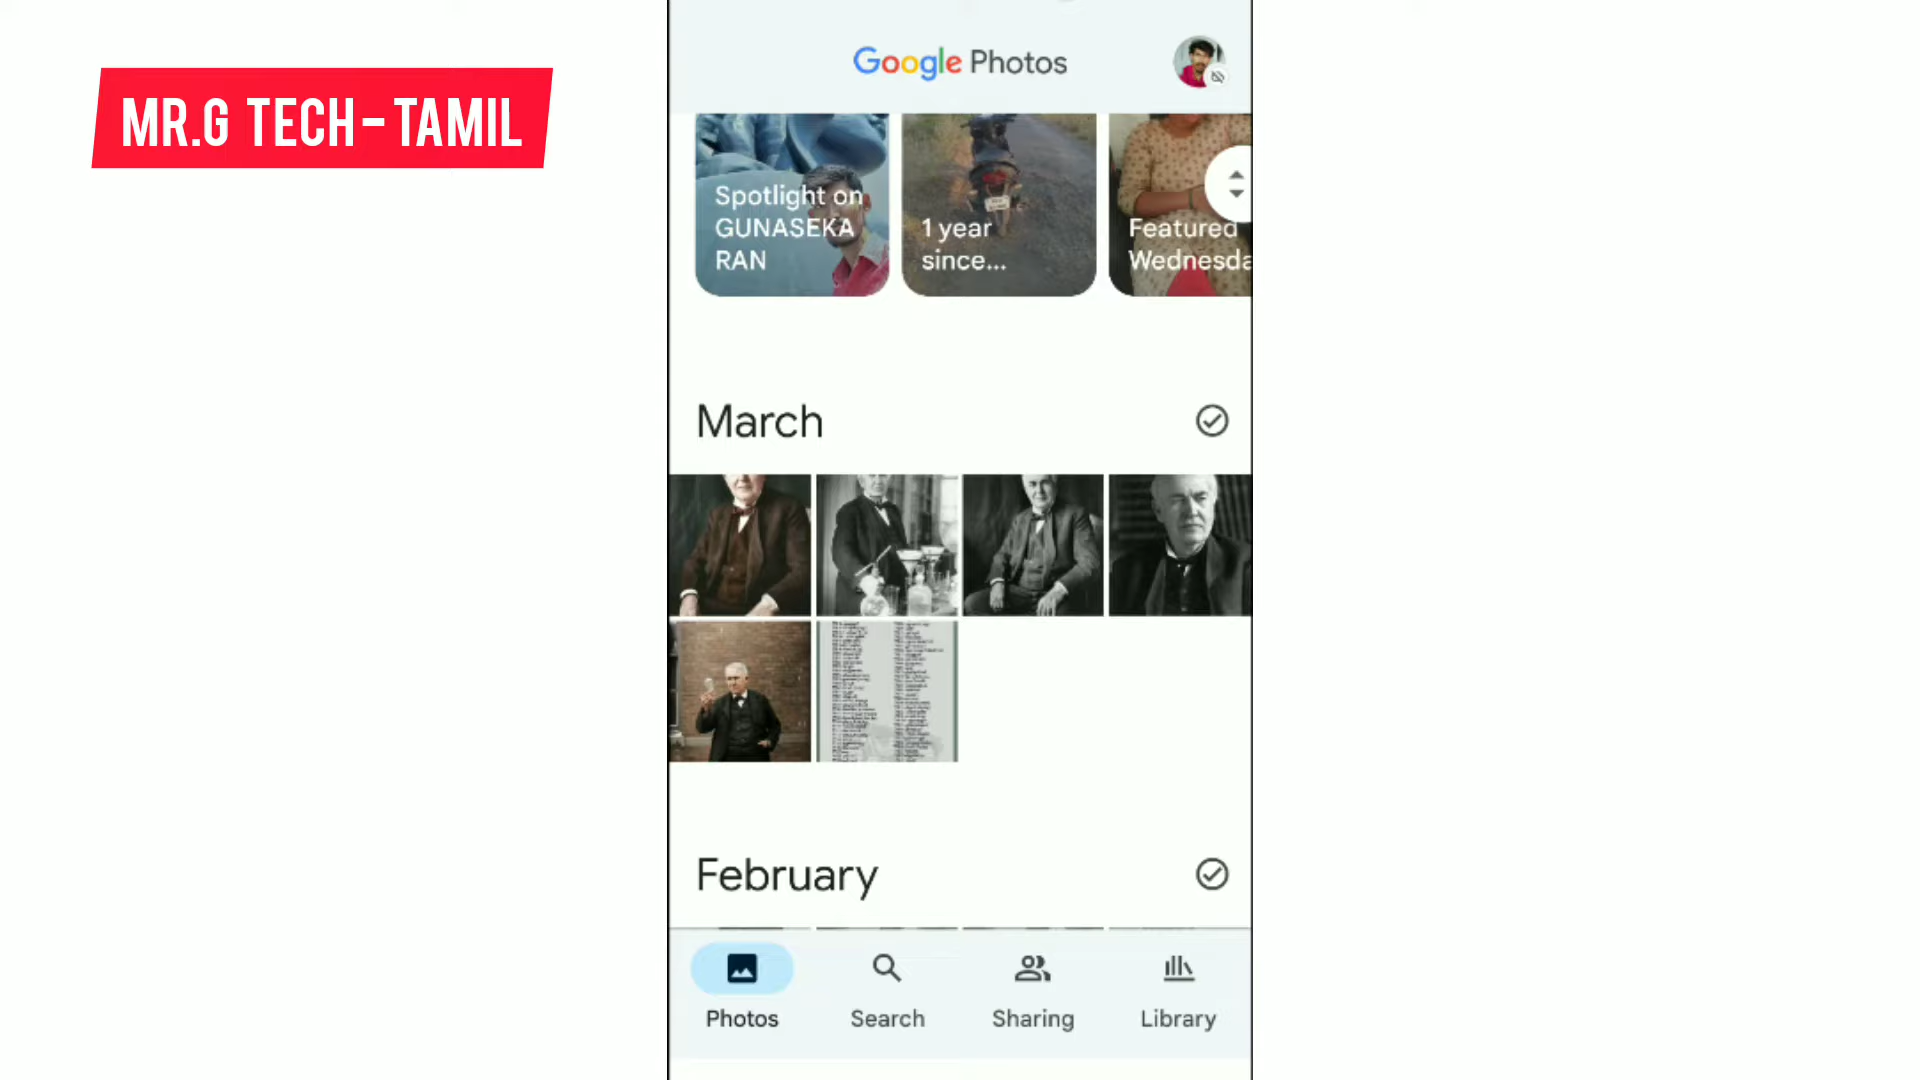 Google Photos
MR.G TECH-TAMIL
Spotlight on
GUNASEKA
RAN
1 year
since...
Featured
Wednesda
March
February
Photos
Search
Sharing
Library